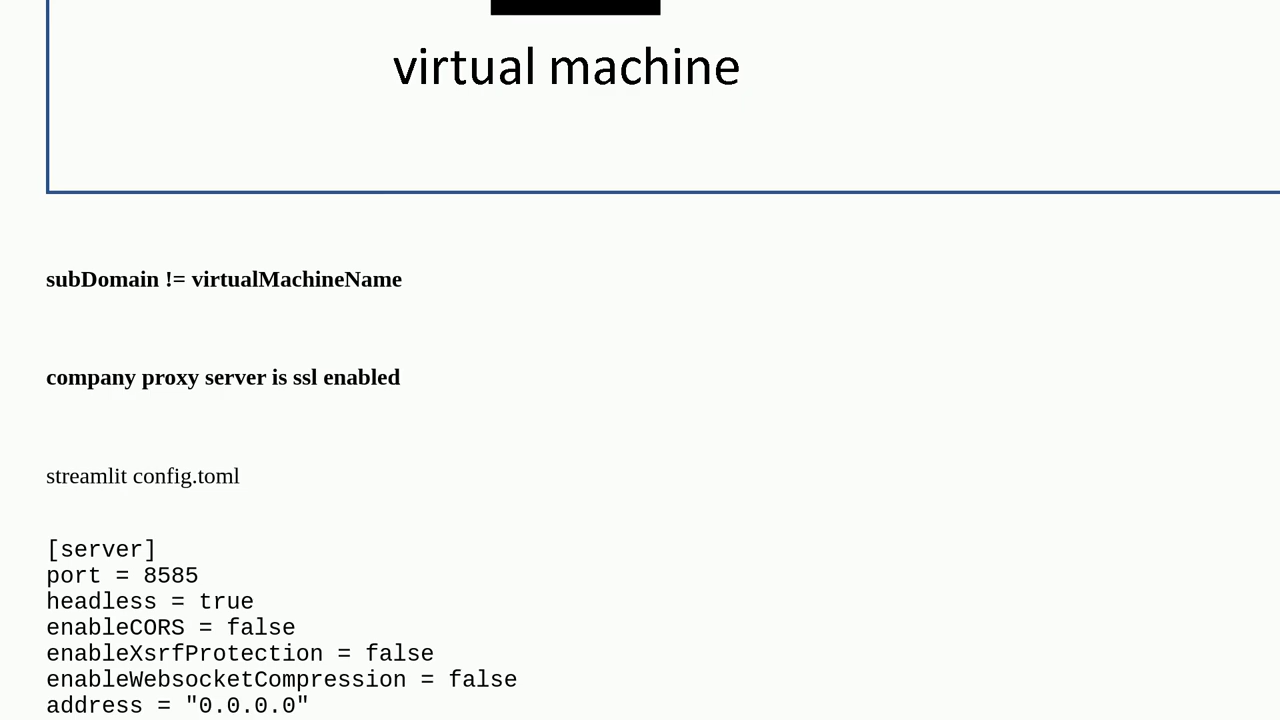 virtual machine
subDomain != virtualMachineName
company proxy server is ssl enabled
streamlit config.toml
[server]
port = 8585
headless = true
enableCORS = false
enableXsrfProtection = false
enableWebsocketCompression = false
address = "0.0.0.0"